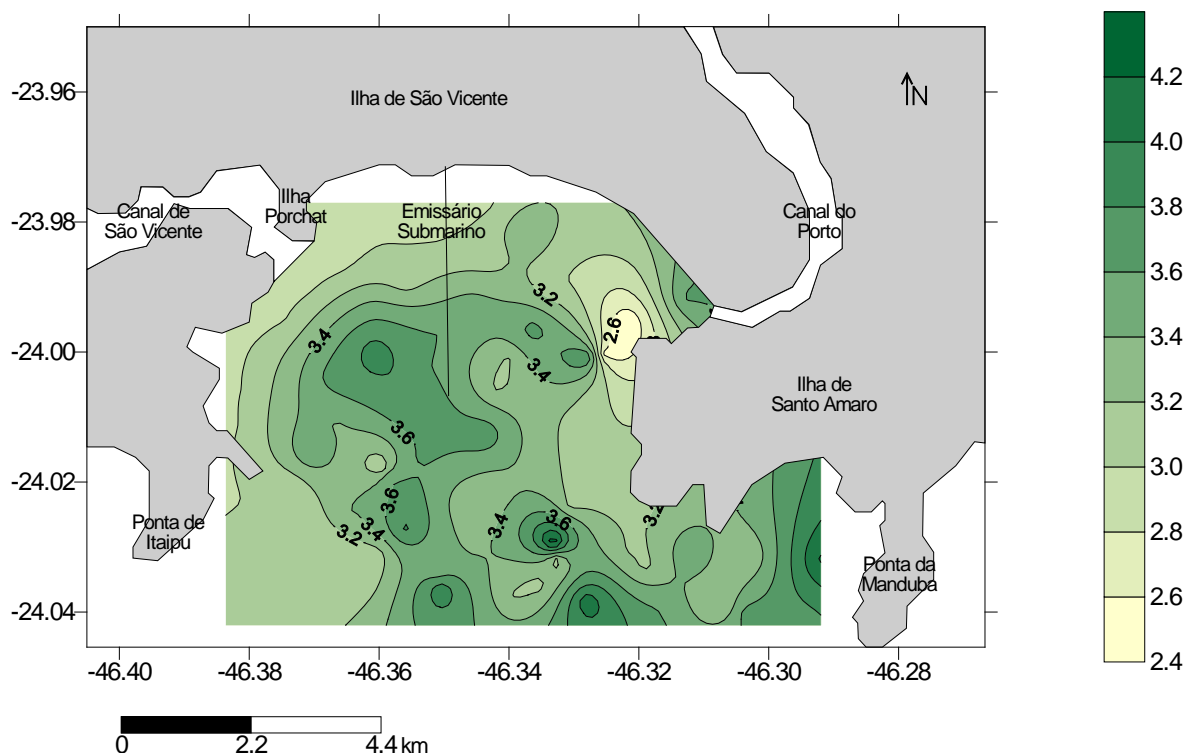 -23.96
-23.98
-24.00
-24.02
-24.04
Ilha de São Vicente
N
Canal de
São Vicente
Ilha
Porchat
Emissário
Submarino
Canal do
Porto
3.2
2.6
3.4
3.4
Ilha de
Santo Amaro
3.6
3.6
3.4
3.2
3.4
3.6
Ponta de
Itaipu
Ponta da
Manduba
-46.40
-46.38
-46.36
-46.34
-46.32
-46.30
-46.28
0
2.2
4.4 km
4.2
4.0
3.8
3.6
3.4
3.2
3.0
2.8
2.6
2.4